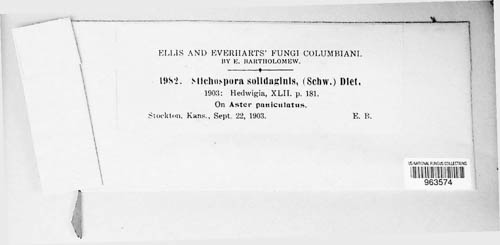 ELLIS AND EVERHARTS' FUNGI COLUMBIANI.
BY E. BARTHOLOMEW.
1982. Stichospora solidaginis, (Schw.) Diet.
1903: Hedwigia, XLII. p. 181.
On Aster paniculatus.
Stockton, Kans., Sept. 22, 1903. E. B.
US NATIONAL FUNGUS COLLECTIONS
963574